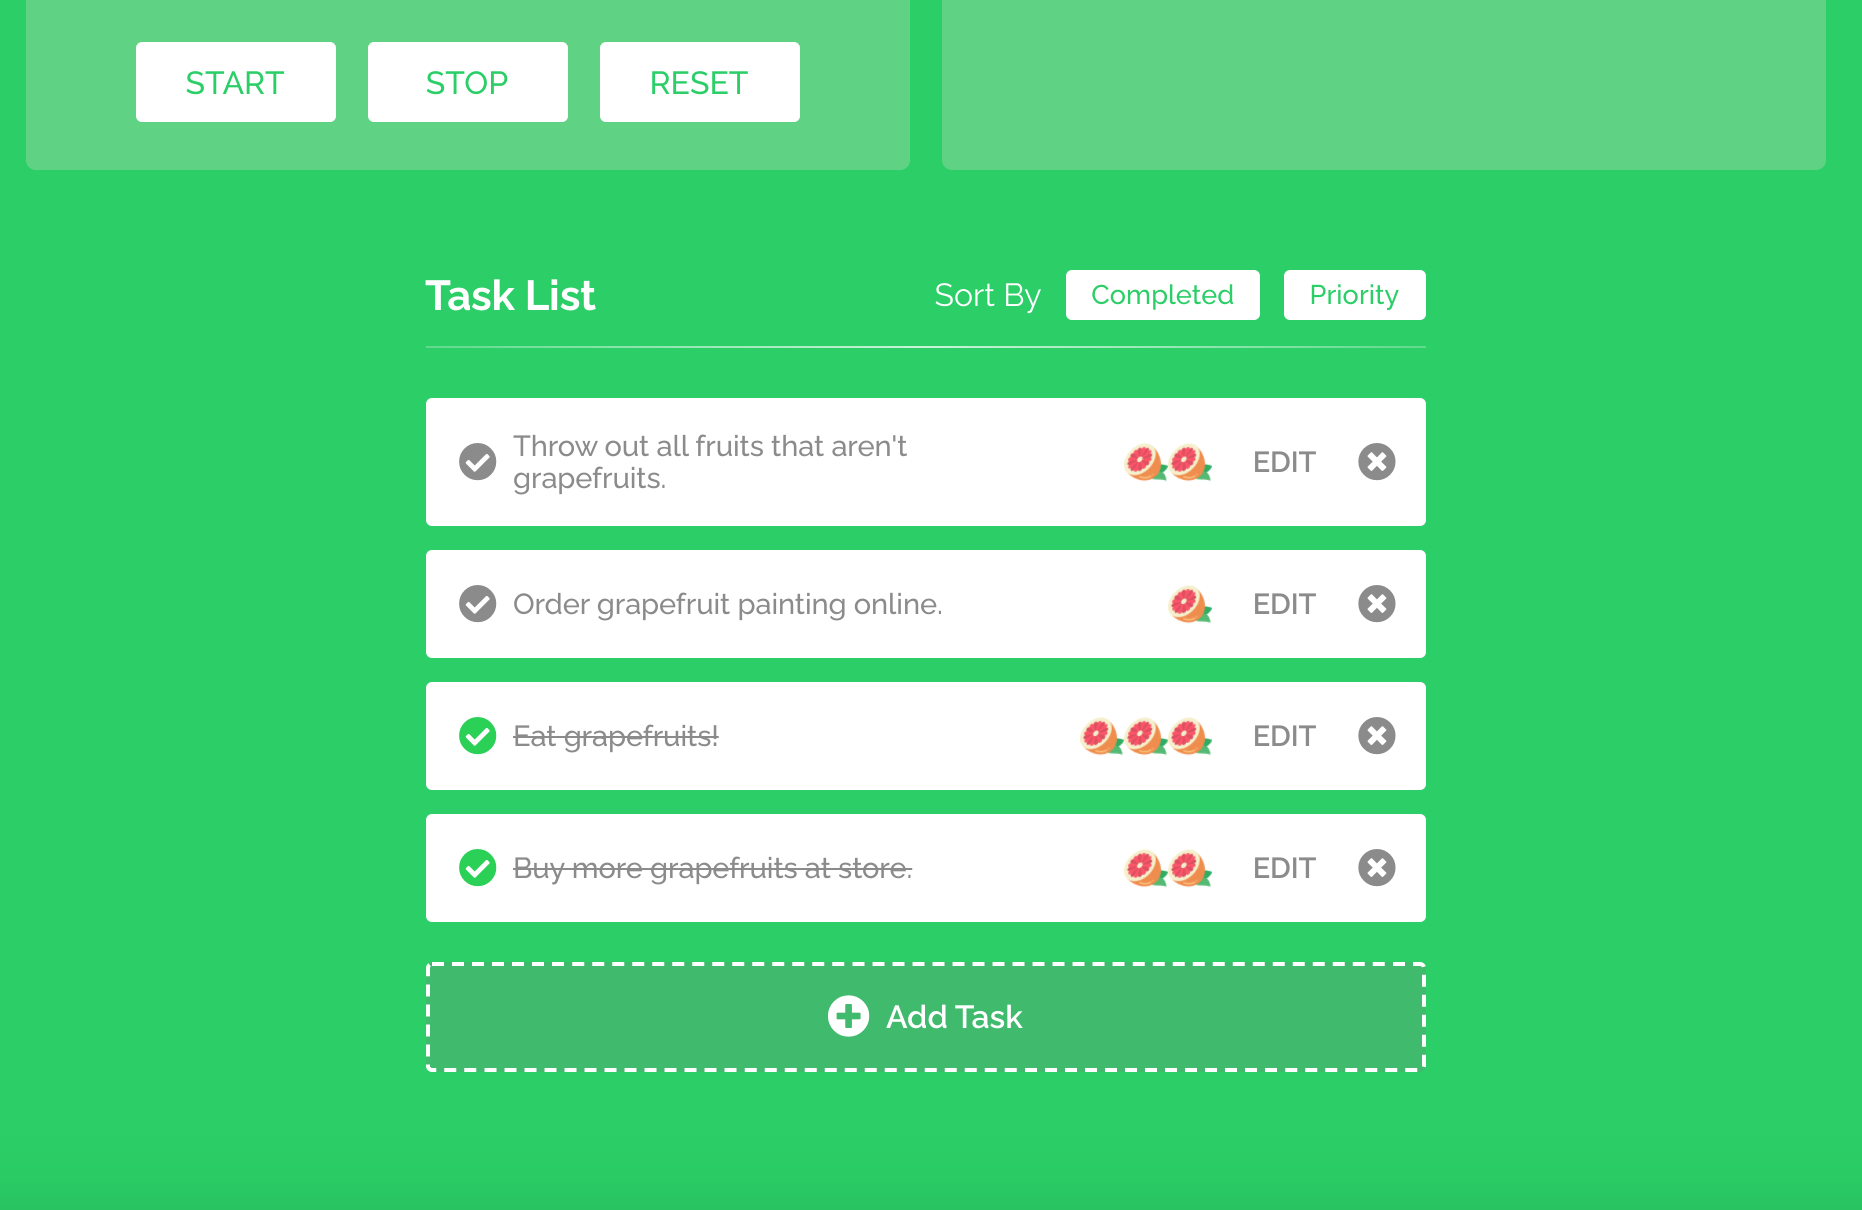 START STOP RESET
Task List Sort By Completed Priority
Throw out all fruits that aren't
grapefruits.
EDIT
Order grapefruit painting online. EDIT
Eat grapefruits! EDIT
Buy more grapefruits at store. EDIT
Add Task